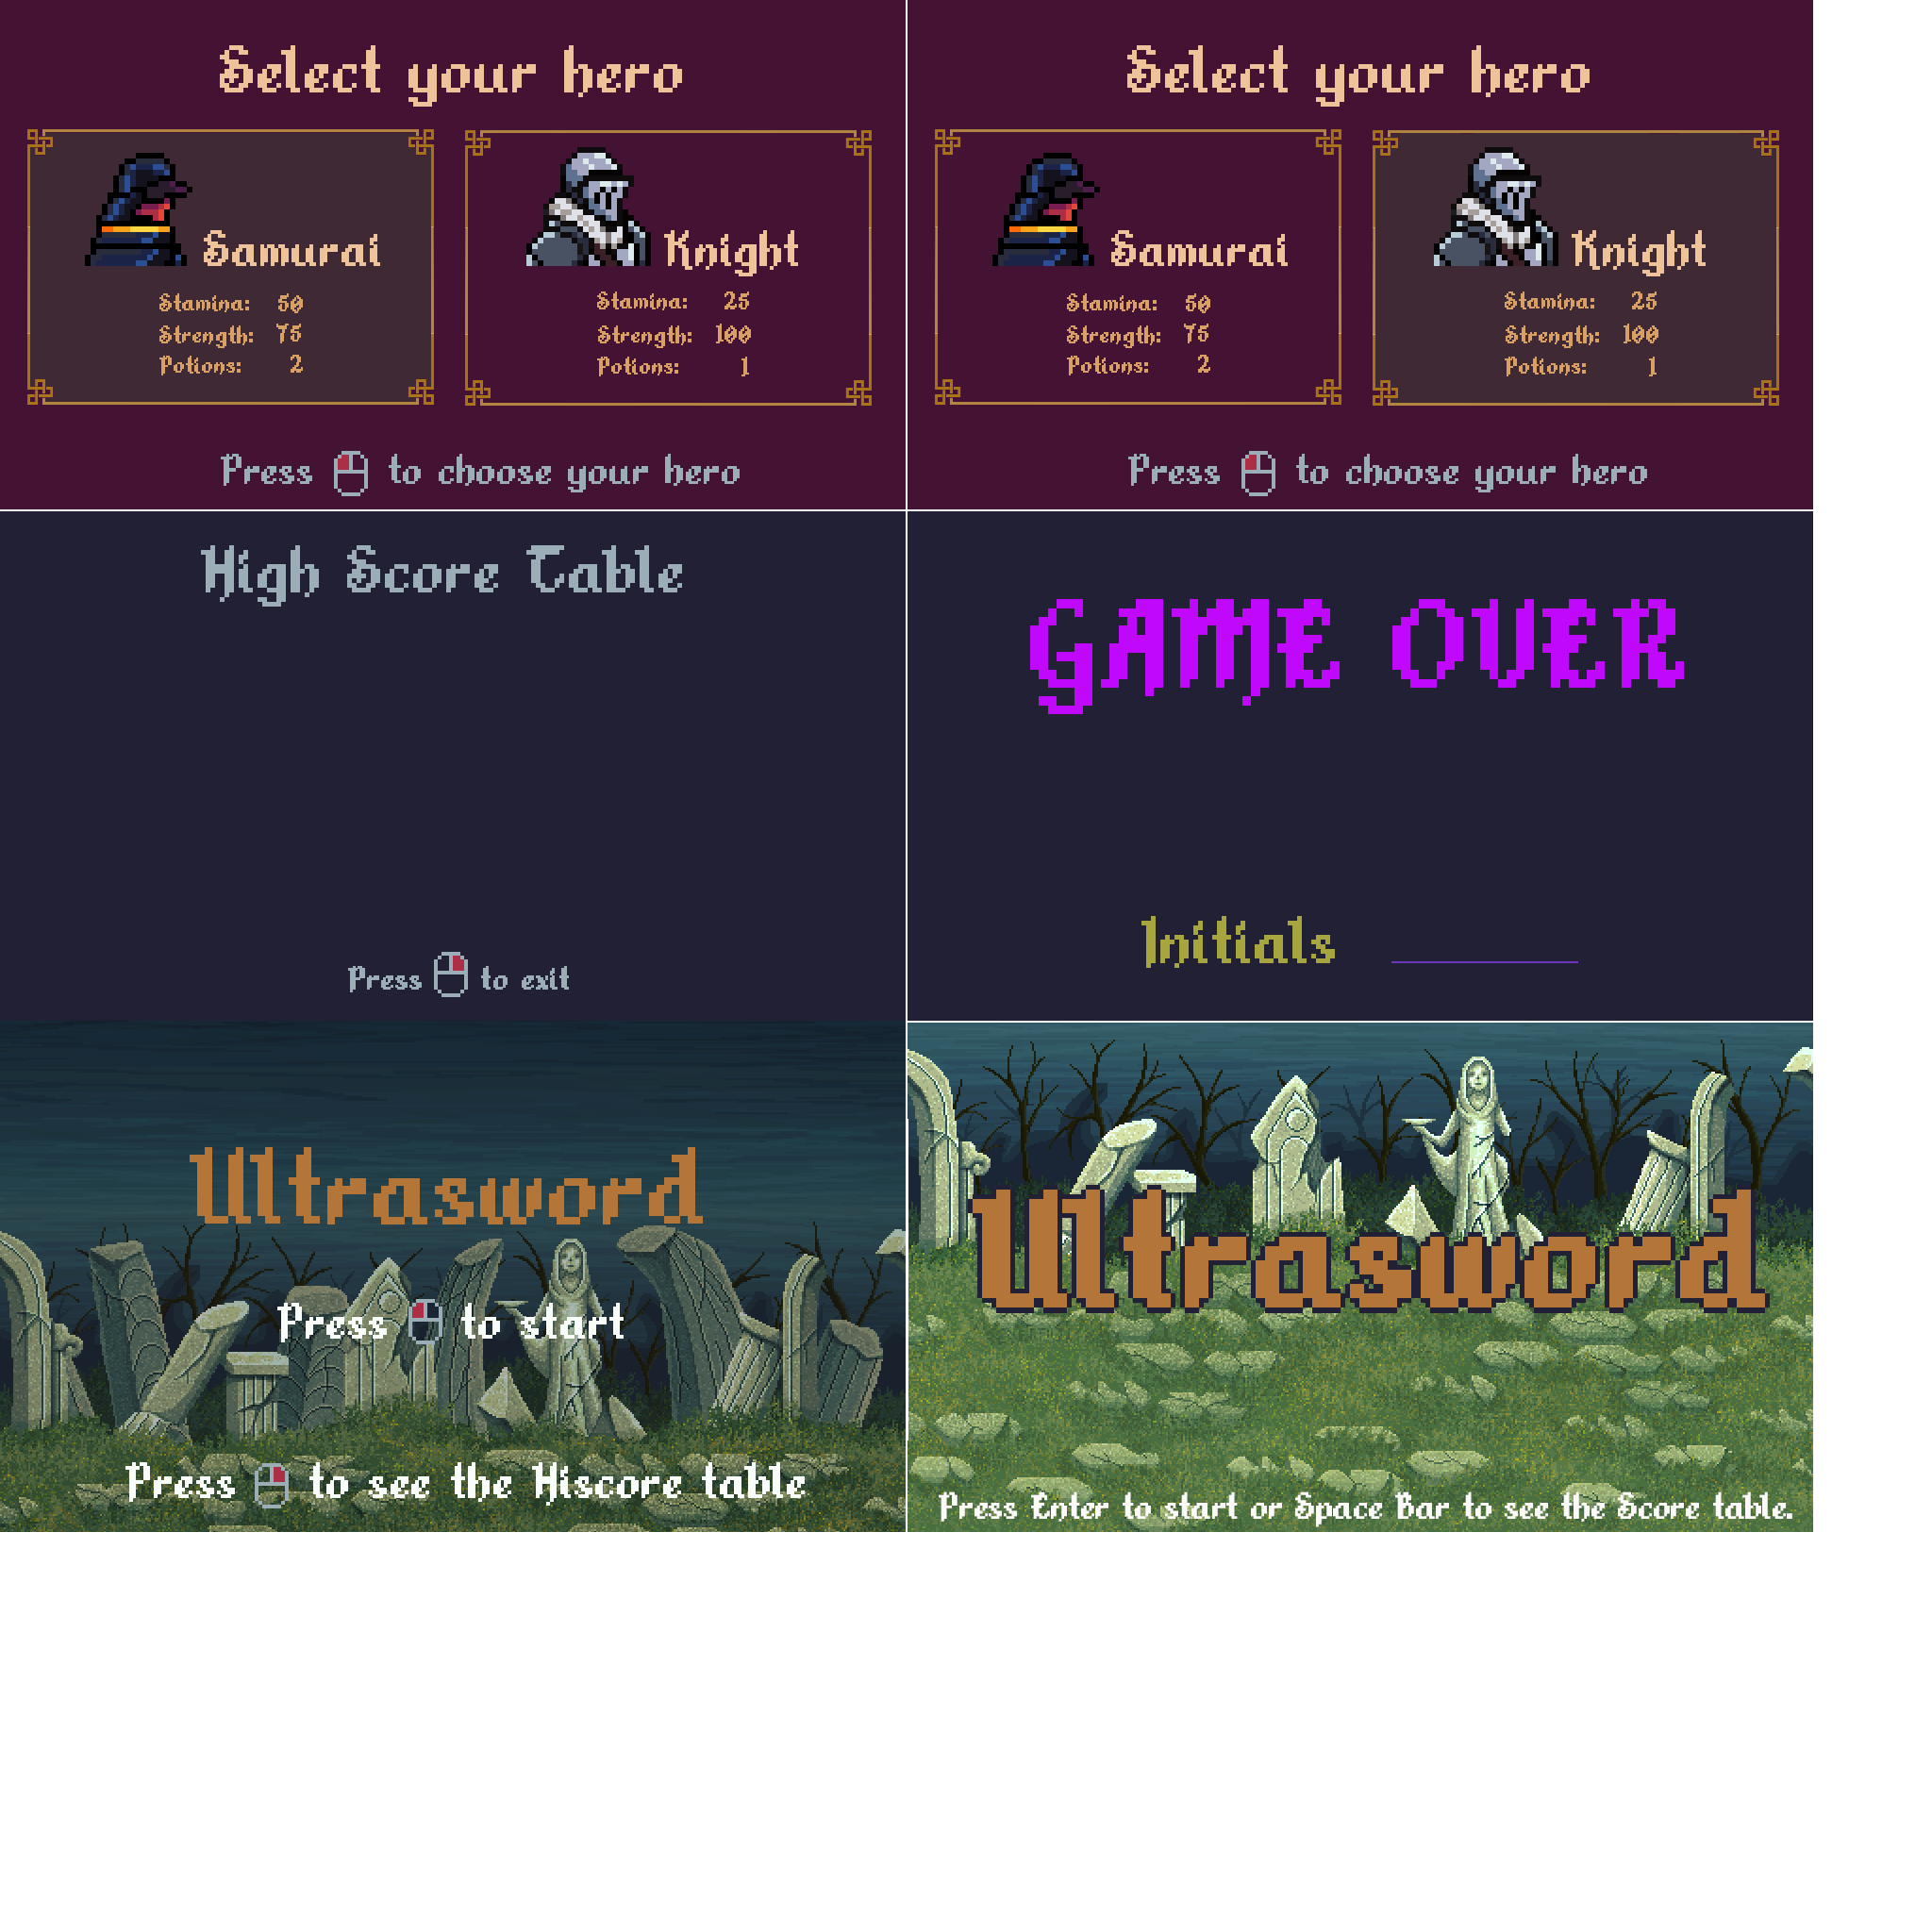 Select your hero
Samurai
Stamina: 50
Strength: 75
Potions: 2
Knight
Stamina: 25
Strength: 100
Potions: 1
Press to choose your hero
Select your hero
Samurai
Stamina: 50
Strength: 75
Potions: 2
Knight
Stamina: 25
Strength: 100
Potions: 1
Press to choose your hero
High Score Table
Press to exit
GAME OVER
Initials
Ultrasword
Press to start
Press to see the Hiscore table
Ultrasword
Press Enter to start or Space Bar to see the Score table.